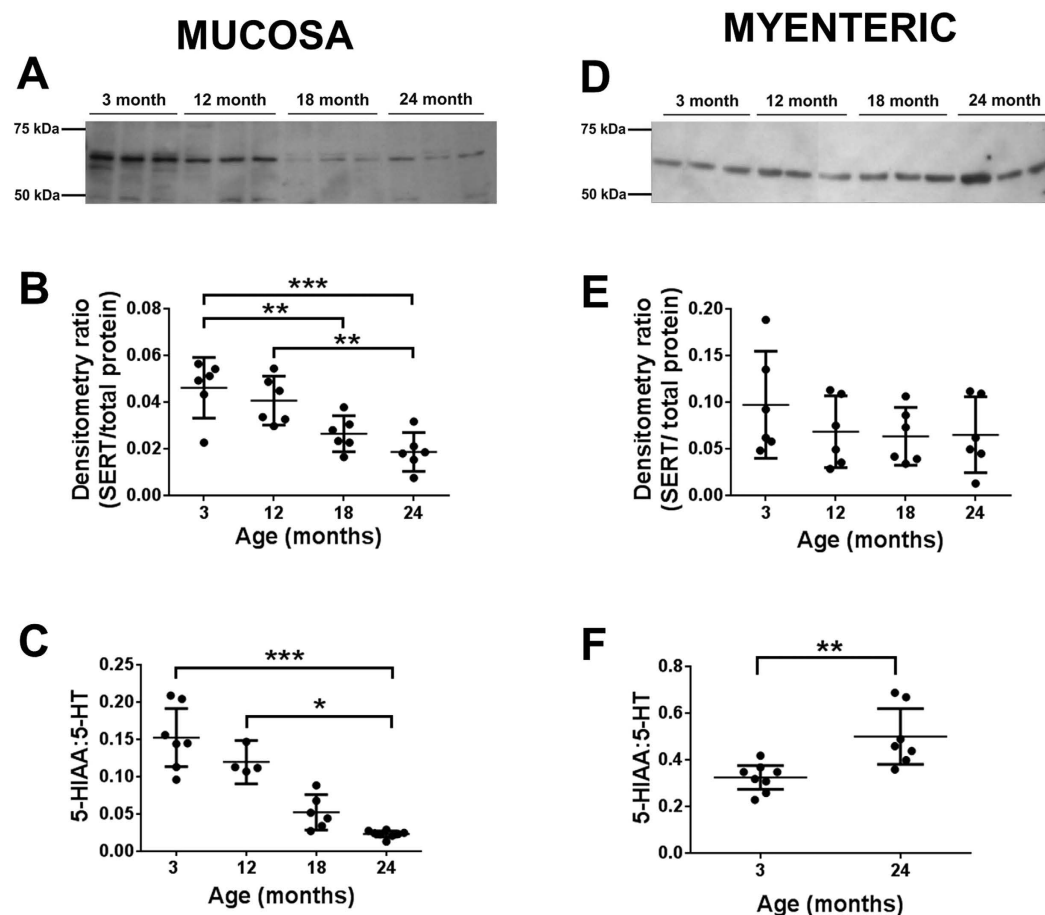 MUCOSA
A
3 month 12 month 18 month 24 month
75 kDa
50 kDa
B
Densitometry ratio
(SERT/total protein)
0.08
0.06
0.04
0.02
0.00
***
**
**
3 12 18 24
Age (months)
C
5-HIAA:5-HT
0.25
0.20
0.15
0.10
0.05
0.00
***
*
3 12 18 24
Age (months)
MYENTERIC
D
3 month 12 month 18 month 24 month
75 kDa
50 kDa
E
Densitometry ratio
(SERT/ total protein)
0.20
0.15
0.10
0.05
0.00
3 12 18 24
Age (months)
F
5-HIAA:5-HT
0.8
0.6
0.4
0.2
0.0
**
3 24
Age (months)